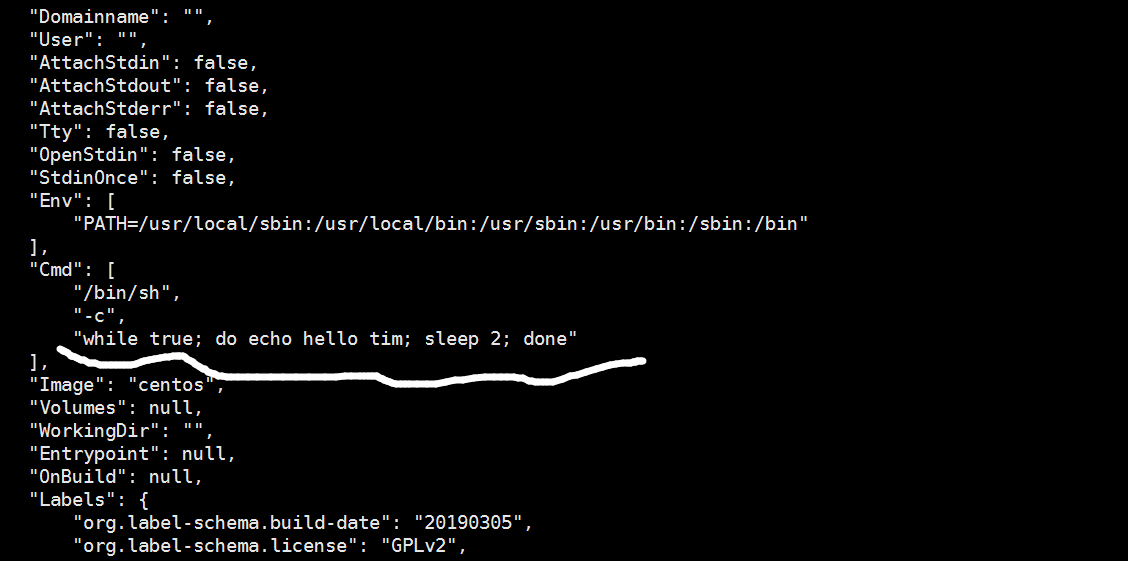 "Domainname": "",
"User": "",
"AttachStdin": false,
"AttachStdout": false,
"AttachStderr": false,
"Tty": false,
"OpenStdin": false,
"StdinOnce": false,
"Env": [
"PATH=/usr/local/sbin:/usr/local/bin:/usr/sbin:/usr/bin:/sbin:/bin"
],
"Cmd": [
"/bin/sh",
"-c",
"while true; do echo hello tim; sleep 2; done"
],
"Image": "centos",
"Volumes": null,
"WorkingDir": "",
"Entrypoint": null,
"OnBuild": null,
"Labels": {
"org.label-schema.build-date": "20190305",
"org.label-schema.license": "GPLv2",